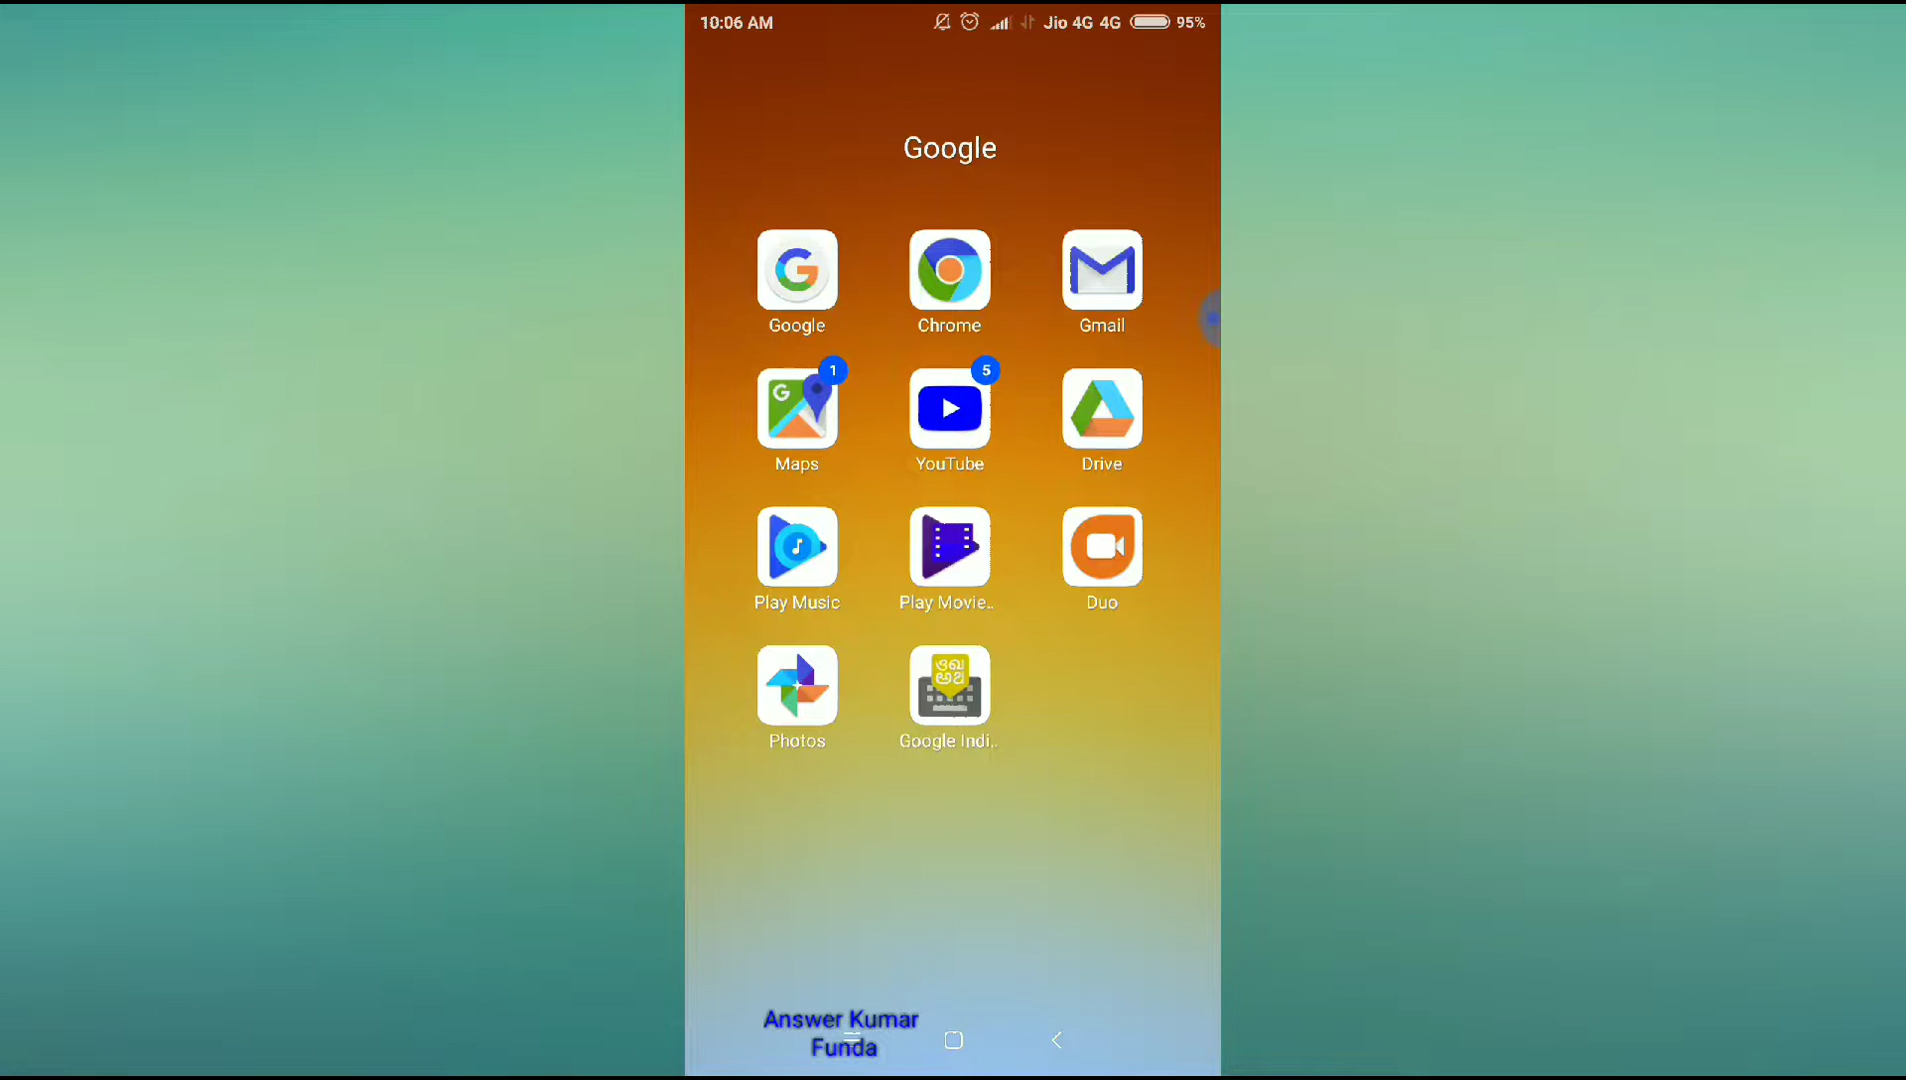 10:06 AM Jio 4G 4G 95%
Google
Google Chrome Gmail
1 5
Maps YouTube Drive
Play Music Play Movie.. Duo
Photos Google Indi..
Answer Kumar
Funda